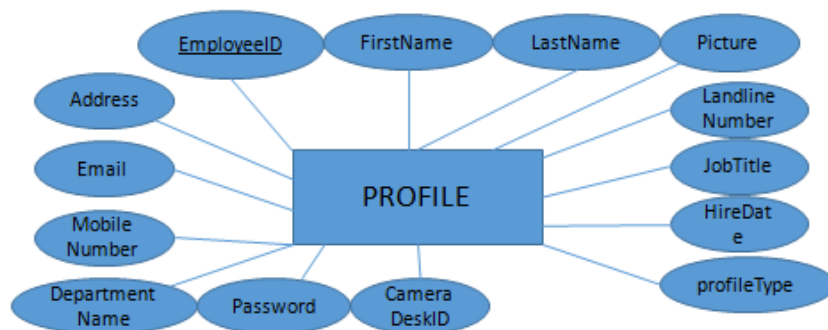 EmployeeID
FirstName
LastName
Picture
Address
Landline
Number
Email
PROFILE
JobTitle
Mobile
Number
HireDat
e
Department
Name
Password
Camera
DeskID
profileType